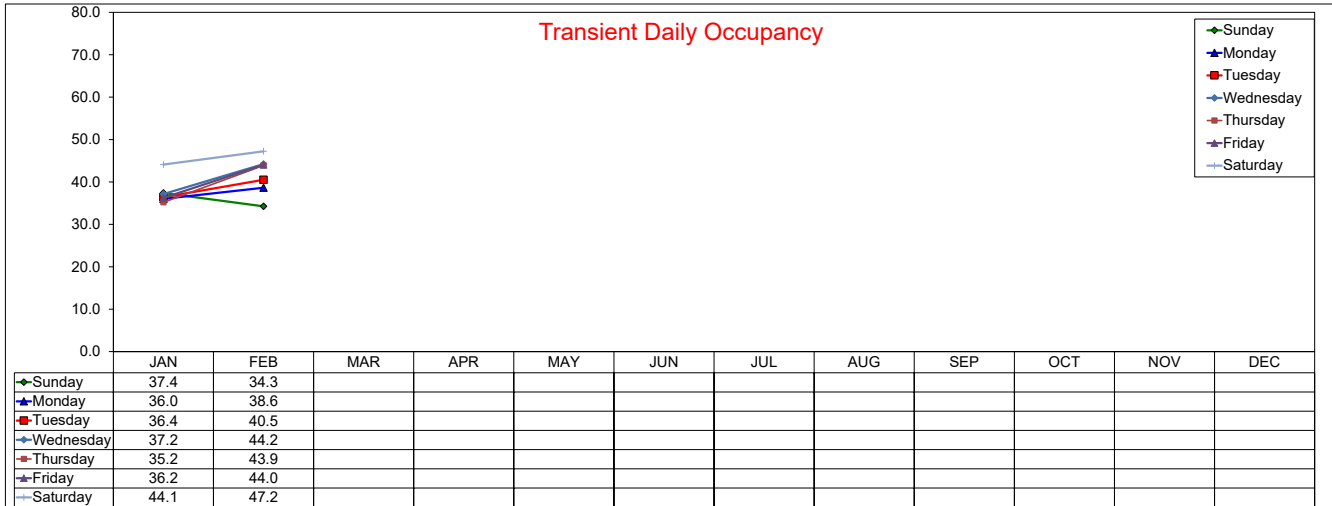 Transient Daily Occupancy
80.0
70.0
60.0
50.0
40.0
30.0
20.0
10.0
0.0
Sunday
Monday
Tuesday
Wednesday
Thursday
Friday
Saturday
JAN FEB MAR APR MAY JUN JUL AUG SEP OCT NOV DEC
Sunday 37.4 34.3
Monday 36.0 38.6
Tuesday 36.4 40.5
Wednesday 37.2 44.2
Thursday 35.2 43.9
Friday 36.2 44.0
Saturday 44.1 47.2